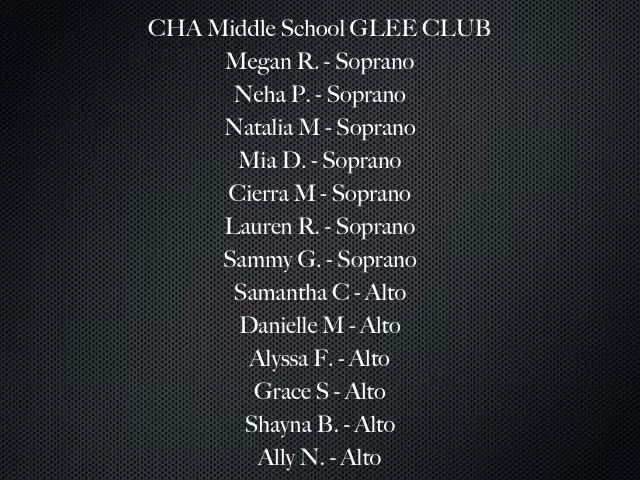 CHA Middle School GLEE CLUB
Megan R. - Soprano
Neha P. - Soprano
Natalia M - Soprano
Mia D. - Soprano
Cierra M - Soprano
Lauren R. - Soprano
Sammy G. - Soprano
Samantha C - Alto
Danielle M - Alto
Alyssa F. - Alto
Grace S - Alto
Shayna B. - Alto
Ally N. - Alto